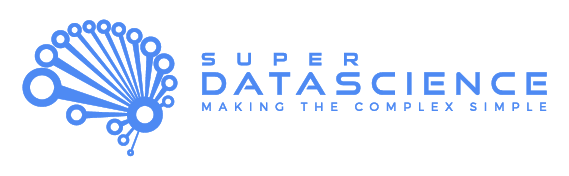 SUPER
DATASCIENCE
MAKING THE COMPLEX SIMPLE